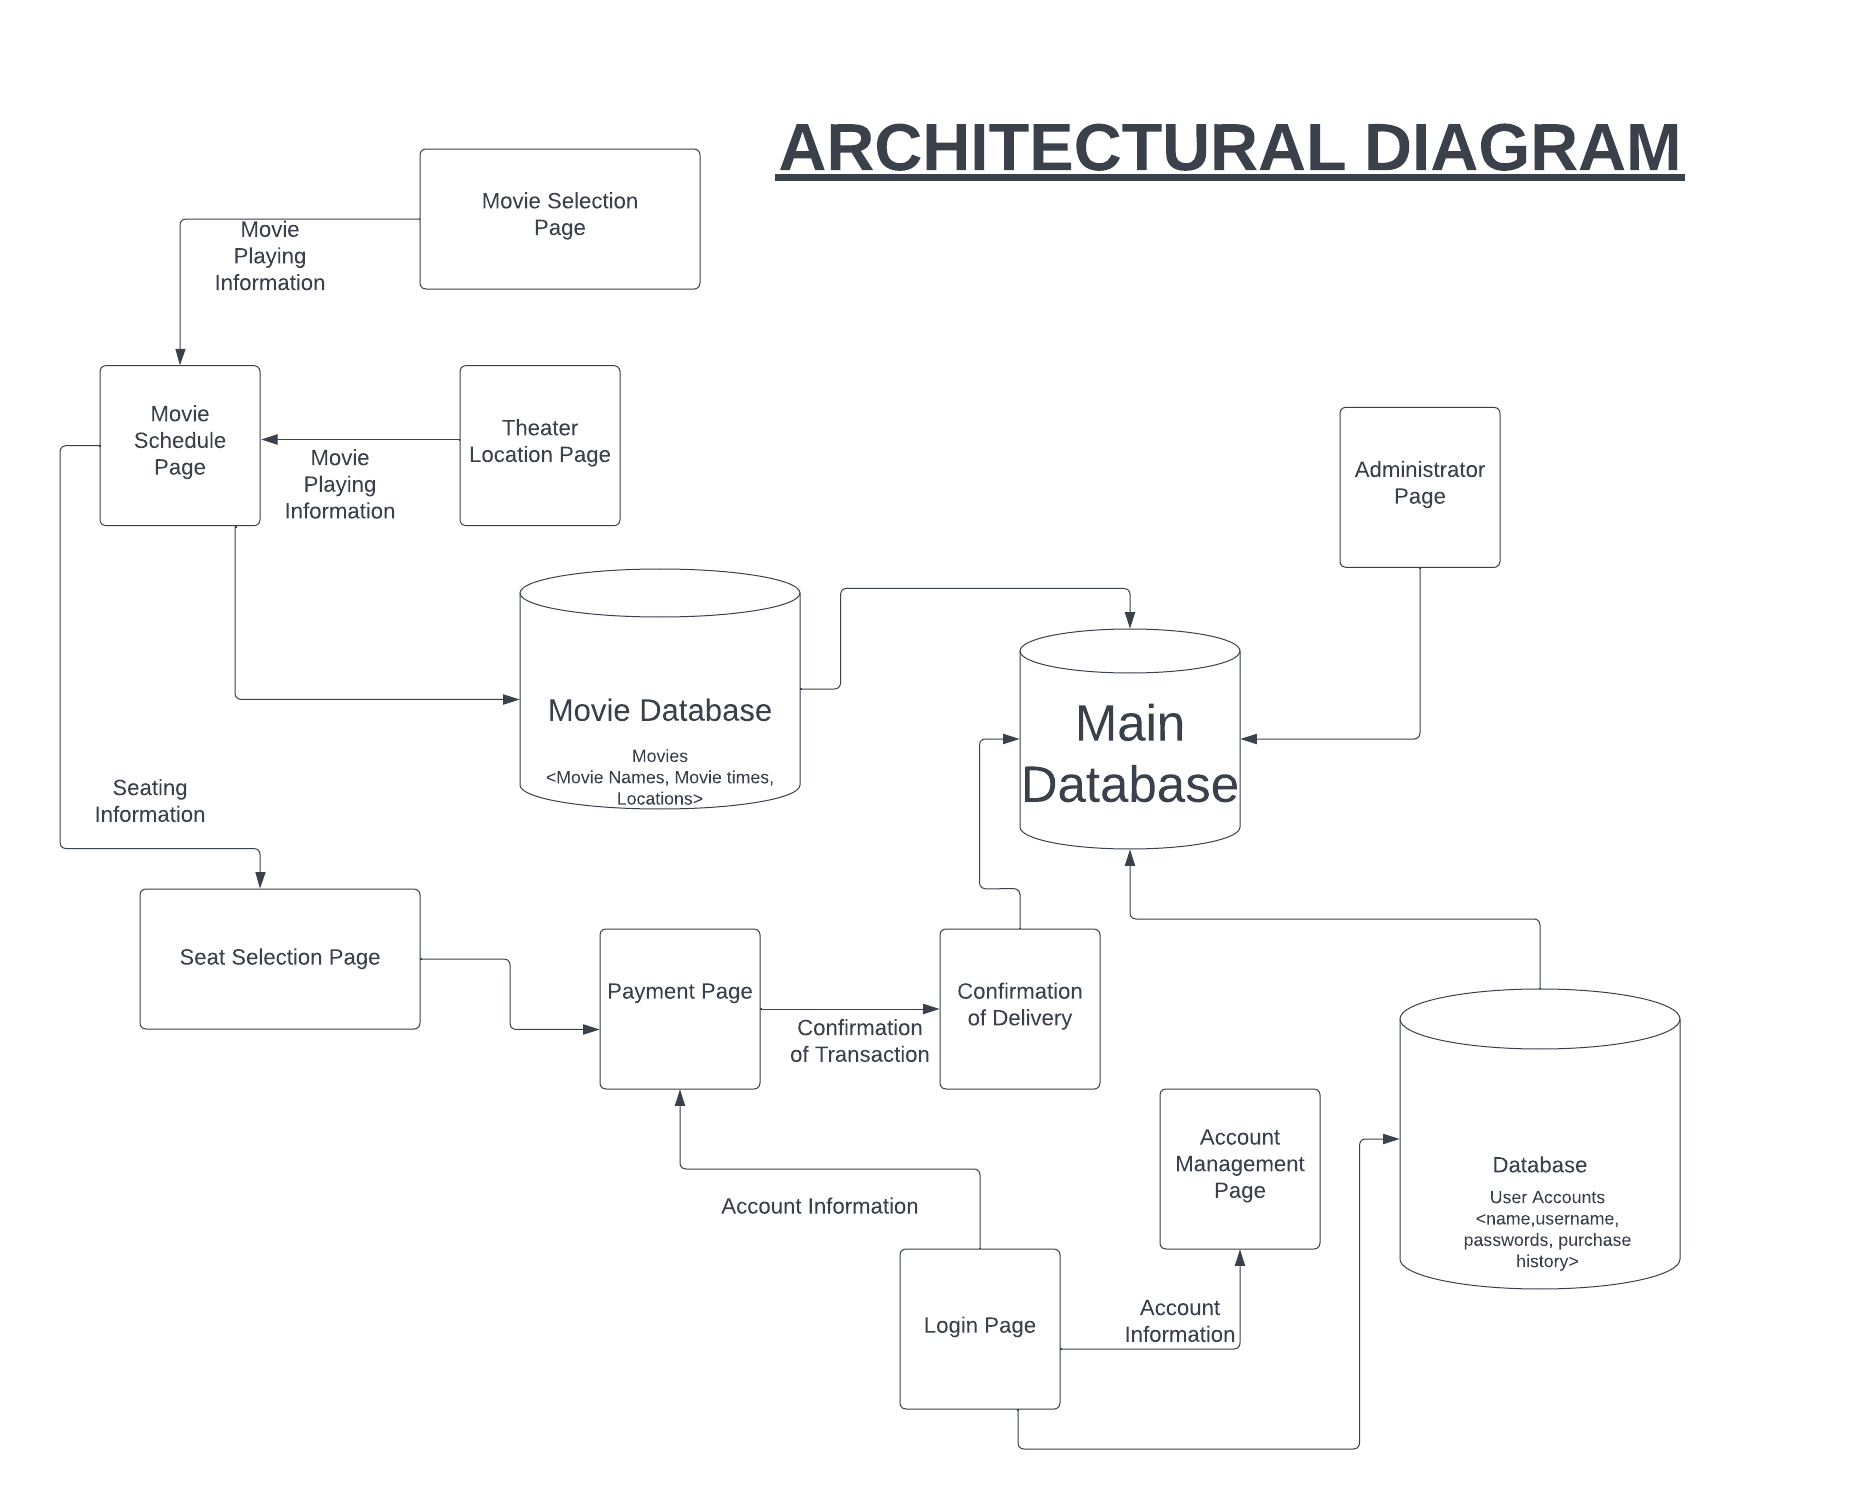 ARCHITECTURAL DIAGRAM
Movie Selection
Page
Movie
Playing
Information
Movie
Schedule
Page
Theater
Location Page
Movie
Playing
Information
Administrator
Page
Movie Database
Movies
<Movie Names, Movie times,
Locations>
Main
Database
Seating
Information
Seat Selection Page
Payment Page
Confirmation
of Transaction
Confirmation
of Delivery
Account
Management
Page
Database
User Accounts
<name,username,
passwords, purchase
history>
Account Information
Login Page
Account
Information